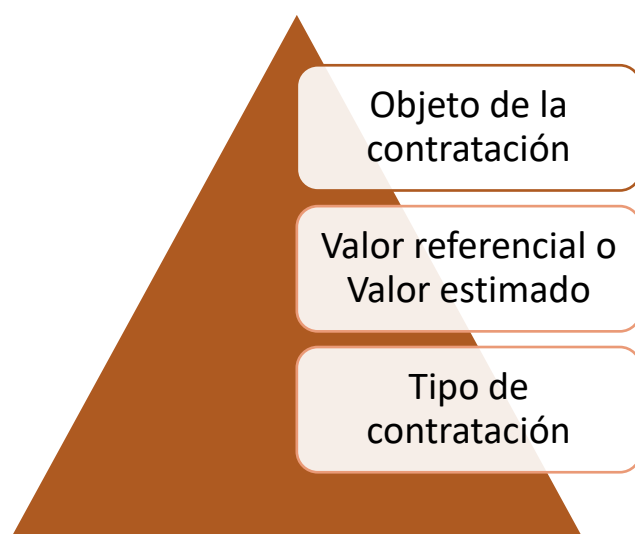 Objeto de la
contratación
Valor referencial o
Valor estimado
Tipo de
contratación